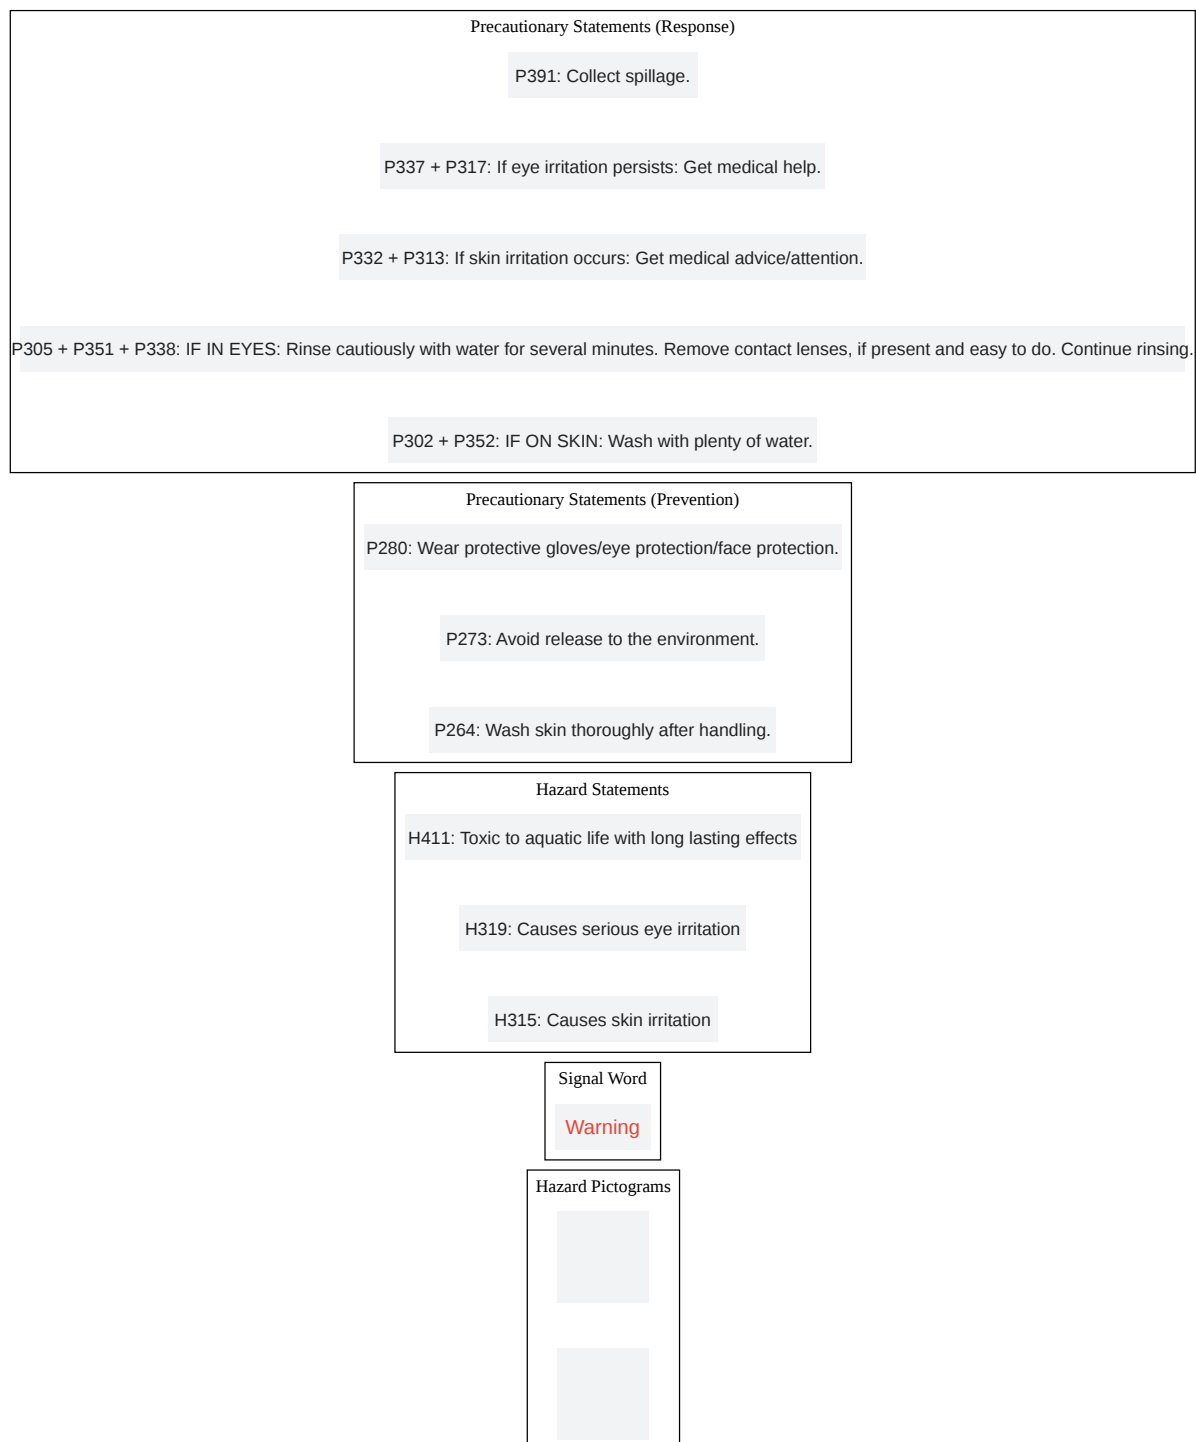 Precautionary Statements (Response)
P391: Collect spillage.
P337 + P317: If eye irritation persists: Get medical help.
P332 + P313: If skin irritation occurs: Get medical advice/attention.
P305 + P351 + P338: IF IN EYES: Rinse cautiously with water for several minutes. Remove contact lenses, if present and easy to do. Continue rinsing.
P302 + P352: IF ON SKIN: Wash with plenty of water.
Precautionary Statements (Prevention)
P280: Wear protective gloves/eye protection/face protection.
P273: Avoid release to the environment.
P264: Wash skin thoroughly after handling.
Hazard Statements
H411: Toxic to aquatic life with long lasting effects
H319: Causes serious eye irritation
H315: Causes skin irritation
Signal Word
Warning
Hazard Pictograms